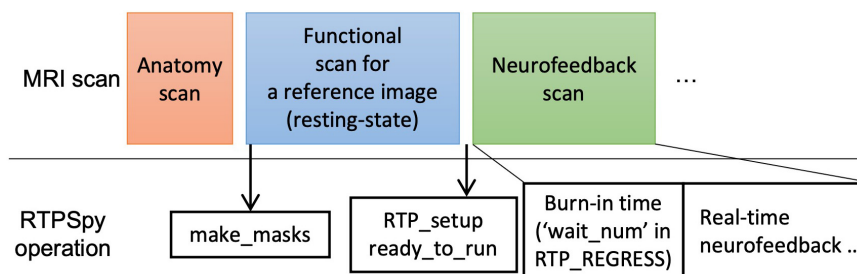 MRI scan
Anatomy
scan
Functional
scan for
a reference image
(resting-state)
Neurofeedback
scan
...
RTPSpy
operation
make_masks
RTP_setup
ready_to_run
Burn-in time
(‘wait_num’ in
RTP_REGRESS)
Real-time
neurofeedback ...